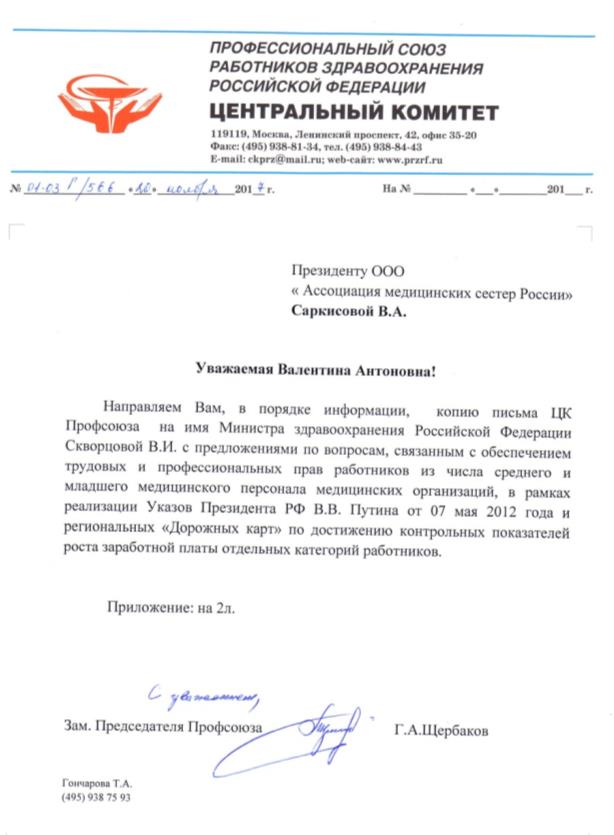 ПРОФЕССИОНАЛЬНЫЙ СОЮЗ
РАБОТНИКОВ ЗДРАВООХРАНЕНИЯ
РОССИЙСКОЙ ФЕДЕРАЦИИ
ЦЕНТРАЛЬНЫЙ КОМИТЕТ
119119, Москва, Ленинский проспект, 42, офис 35-20
Факс: (495) 938-81-34, тел. (495) 938-84-43
E-mail: ckprz@mail.ru; web-сайт: www.przrf.ru
№ 01-03 Г/566 «20» ноября 2017 г. На № ________ «__»________201__ г.
Президенту ООО
« Ассоциация медицинских сестер России»
Саркисовой В.А.
Уважаемая Валентина Антоновна!
Направляем Вам, в порядке информации, копию письма ЦК
Профсоюза на имя Министра здравоохранения Российской Федерации
Скворцовой В.И. с предложениями по вопросам, связанным с обеспечением
трудовых и профессиональных прав работников из числа среднего и
младшего медицинского персонала медицинских организаций, в рамках
реализации Указов Президента РФ В.В. Путина от 07 мая 2012 года и
региональных «Дорожных карт» по достижению контрольных показателей
роста заработной платы отдельных категорий работников.
Приложение: на 2л.
С уважением,
Зам. Председателя Профсоюза Г.А.Щербаков
Гончарова Т.А.
(495) 938 75 93